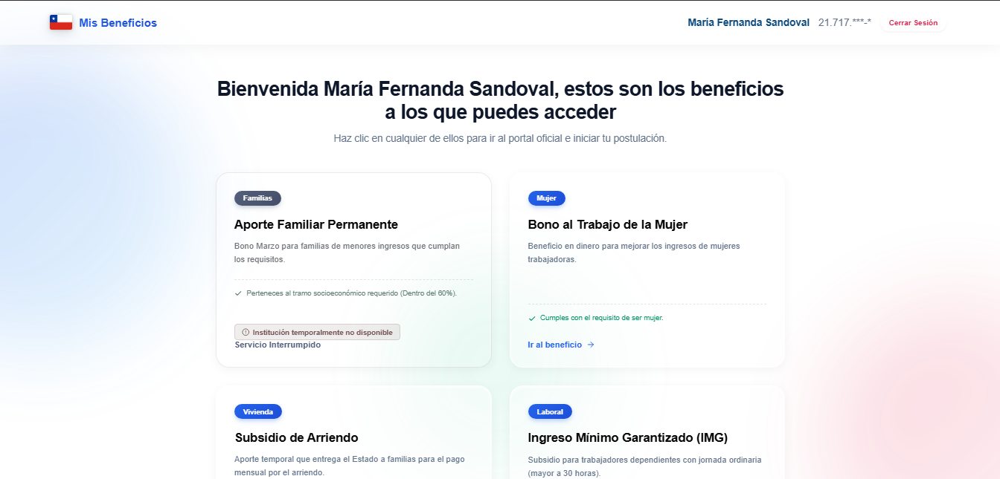 Mis Beneficios
María Fernanda Sandoval 21.717.***-*
Cerrar Sesión
Bienvenida María Fernanda Sandoval, estos son los beneficios
a los que puedes acceder
Haz clic en cualquier de ellos para ir al portal oficial e iniciar tu postulación.
Familias
Aporte Familiar Permanente
Bono Marzo para familias de menores ingresos que cumplan
los requisitos.
Perteneces al tramo socioeconómico requerido (Dentro del 60%).
Institución temporalmente no disponible
Servicio Interrumpido
Mujer
Bono al Trabajo de la Mujer
Beneficio en dinero para mejorar los ingresos de mujeres
trabajadoras.
Cumples con el requisito de ser mujer.
Ir al beneficio →
Vivienda
Subsidio de Arriendo
Aporte temporal que entrega el Estado a familias para el pago
mensual por el arriendo.
Laboral
Ingreso Mínimo Garantizado (IMG)
Subsidio para trabajadores dependientes con jornada ordinaria
(mayor a 30 horas).